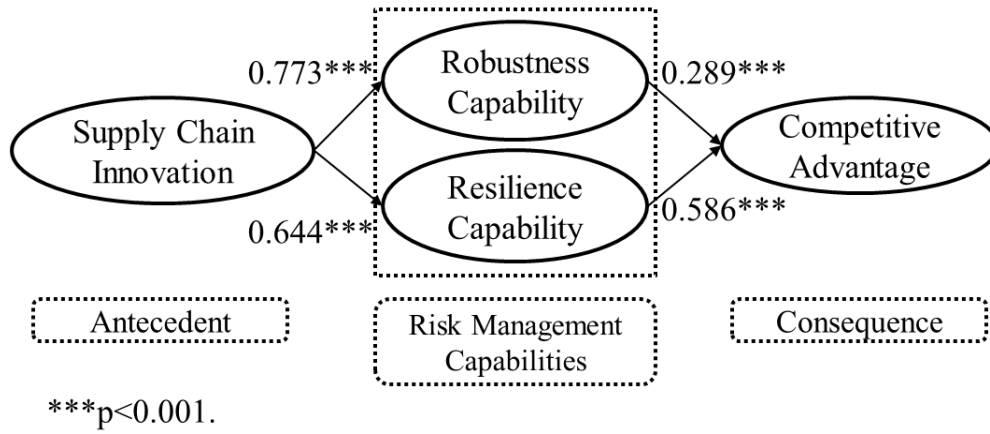 0.773***
Robustness
Capability
0.289***
Supply Chain
Innovation
Competitive
Advantage
0.644***
Resilience
Capability
0.586***
Antecedent
Risk Management
Capabilities
Consequence
***p<0.001.